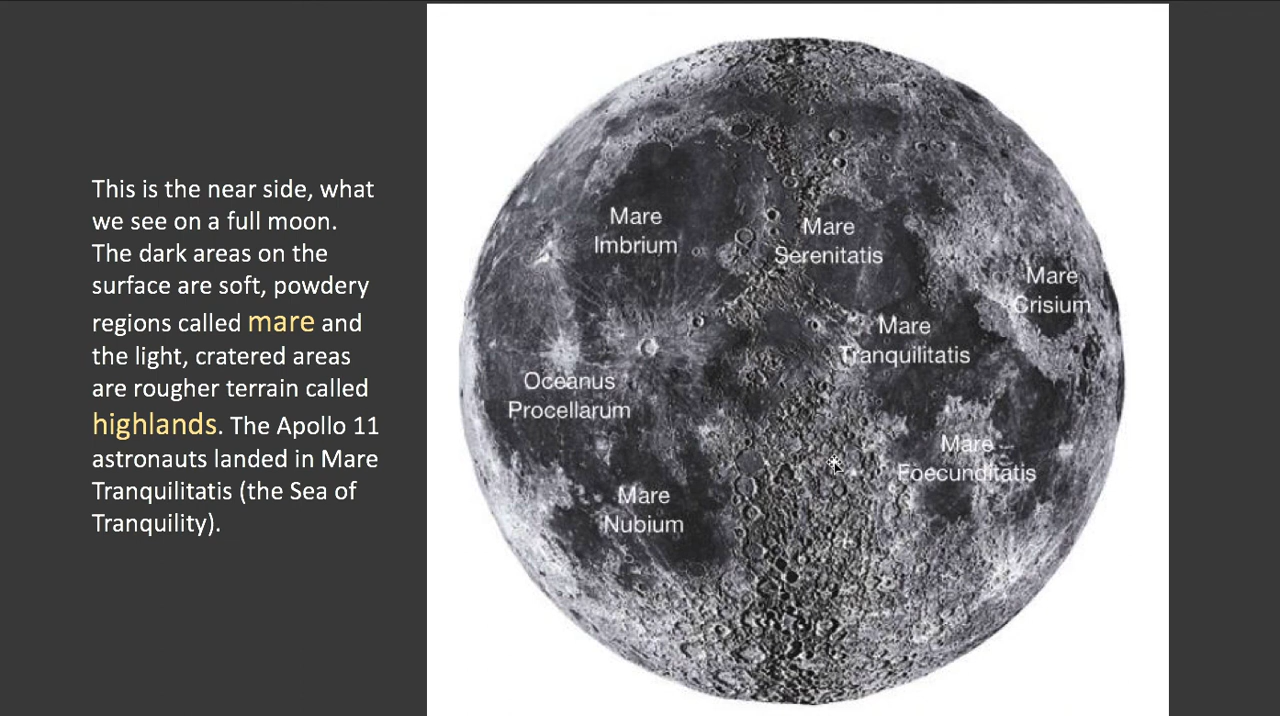 This is the near side, what
we see on a full moon.
The dark areas on the
surface are soft, powdery
regions called mare and
the light, cratered areas
are rougher terrain called
highlands. The Apollo 11
astronauts landed in Mare
Tranquilitatis (the Sea of
Tranquility).
Mare
Imbrium
Mare
Serenitatis
Mare
Crisium
Mare
Tranquilitatis
Oceanus
Procellarum
Mare
Foecunditatis
Mare
Nubium